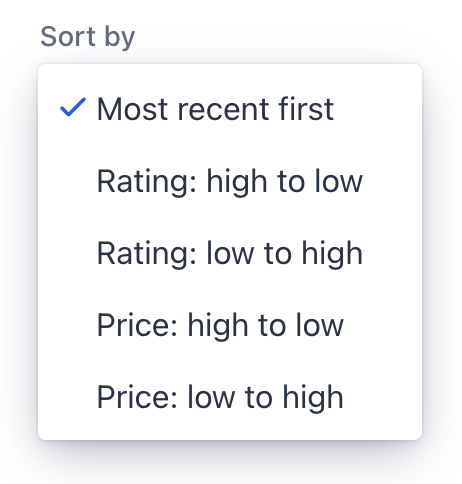 Sort by
Most recent first
Rating: high to low
Rating: low to high
Price: high to low
Price: low to high